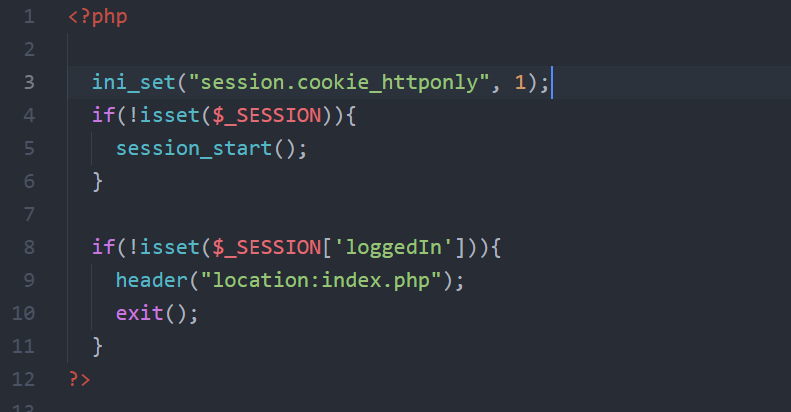 1 <?php
2
3 ini_set("session.cookie_httponly", 1);
4 if(!isset($_SESSION)){
5 session_start();
6 }
7
8 if(!isset($_SESSION['loggedIn'])){
9 header("location:index.php");
10 exit();
11 }
12 ?>
13